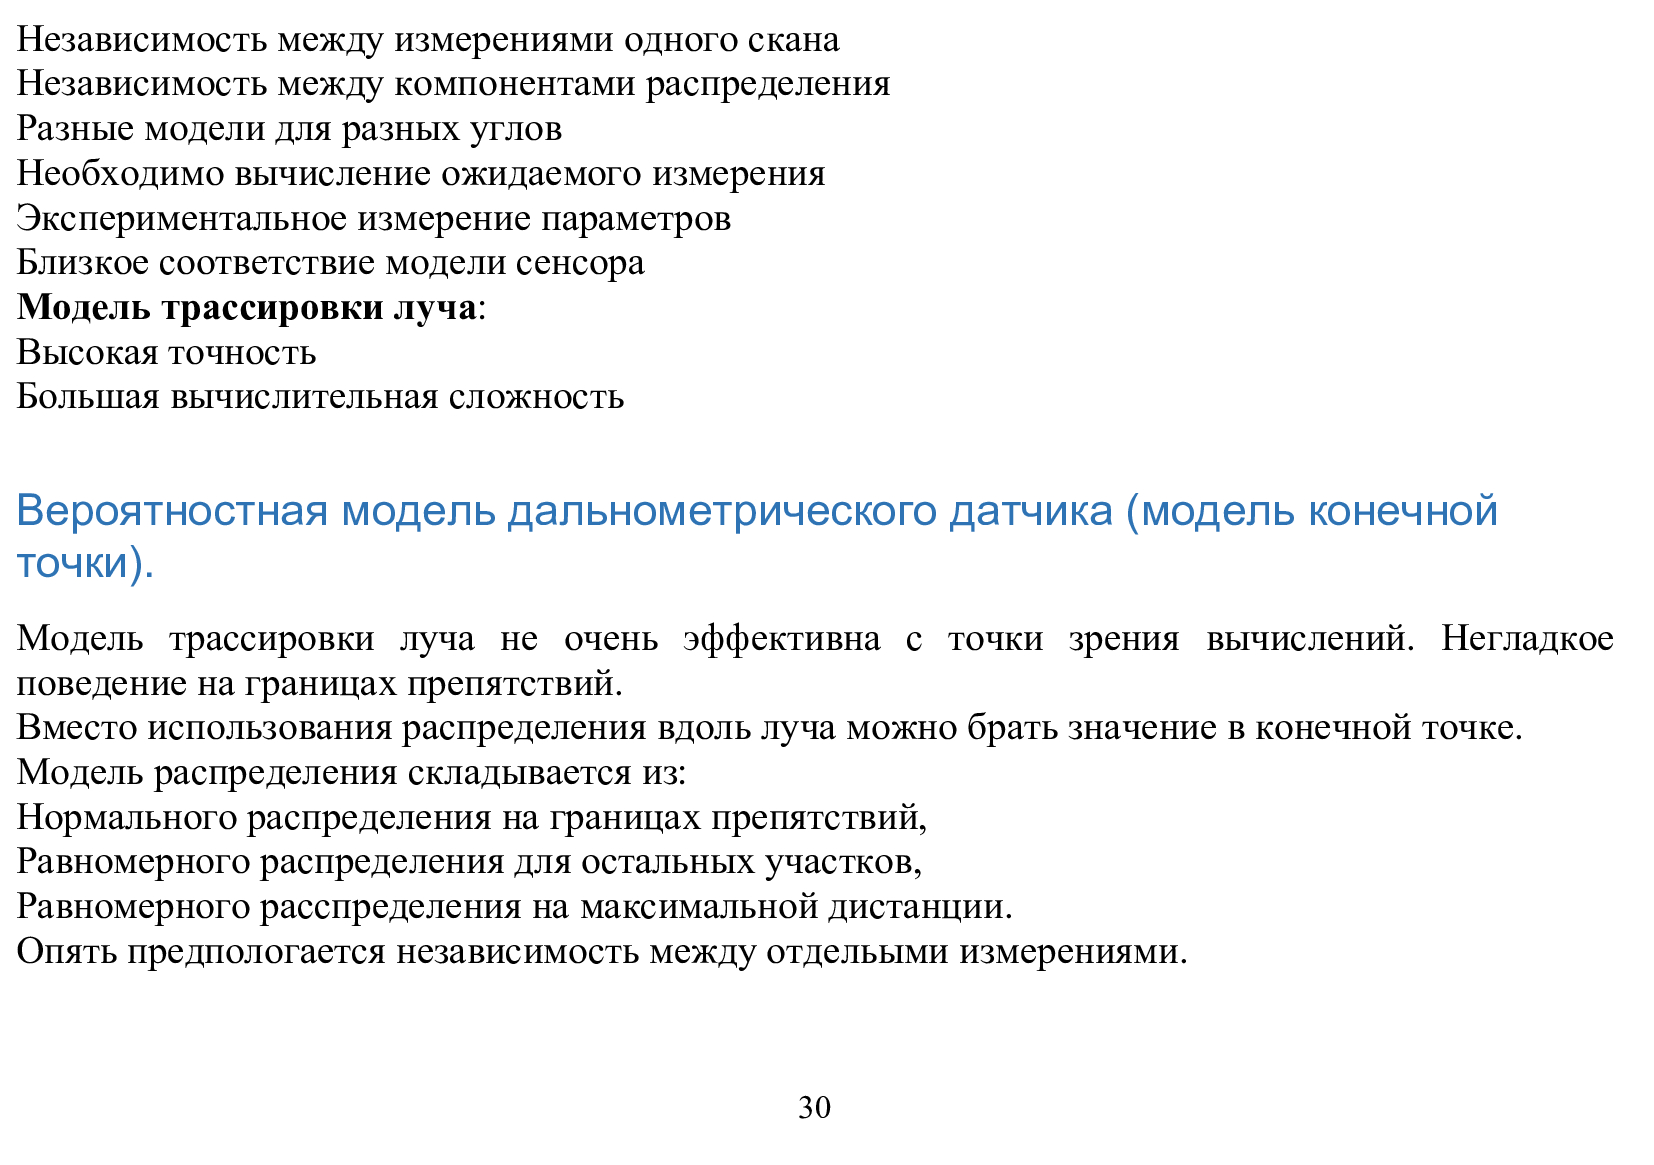 Независимость между измерениями одного скана
Независимость между компонентами распределения
Разные модели для разных углов
Необходимо вычисление ожидаемого измерения
Экспериментальное измерение параметров
Близкое соответствие модели сенсора
Модель трассировки луча:
Высокая точность
Большая вычислительная сложность
Вероятностная модель дальнометрического датчика (модель конечной
точки).
Модель трассировки луча не очень эффективна с точки зрения вычислений. Негладкое
поведение на границах препятствий.
Вместо использования распределения вдоль луча можно брать значение в конечной точке.
Модель распределения складывается из:
Нормального распределения на границах препятствий,
Равномерного распределения для остальных участков,
Равномерного расспределения на максимальной дистанции.
Опять предпологается независимость между отдельыми измерениями.
30